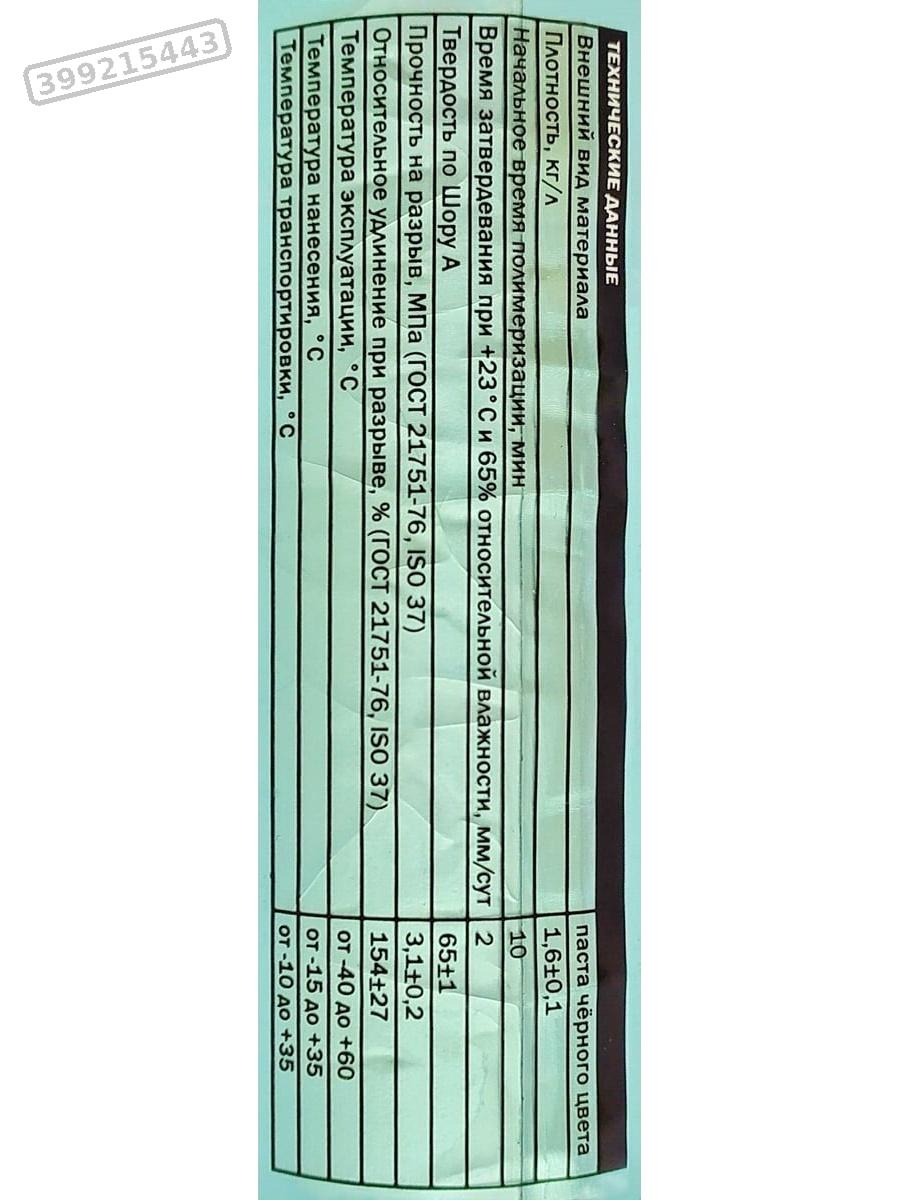 399215443
ТЕХНИЧЕСКИЕ ДАННЫЕ
Внешний вид материала паста чёрного цвета
Плотность, кг/л 1,6±0,1
Начальное время полимеризации, мин 10
Время затвердевания при +23°С и 65% относительной влажности, мм/сут 2
Твердость по Шору А 65±1
Прочность на разрыв, МПа (ГОСТ 21751-76, ISO 37) 3,1±0,2
Относительное удлинение при разрыве, % (ГОСТ 21751-76, ISO 37) 154±27
Температура эксплуатации, °С от -40 до +60
Температура нанесения, °С от -15 до +35
Температура транспортировки, °С от -10 до +35